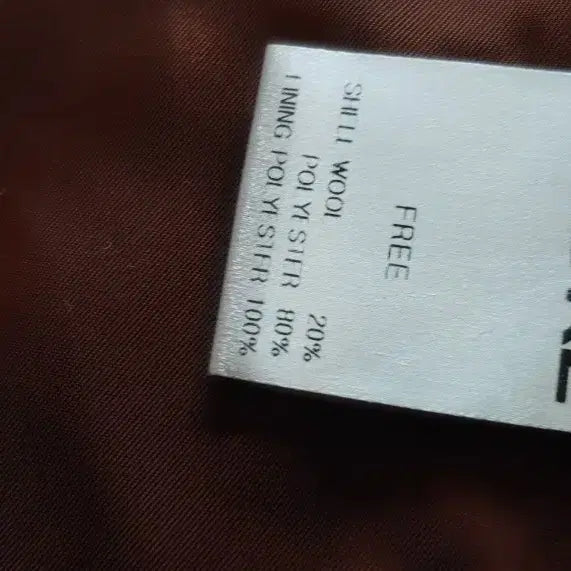 FREE
SHELL WOOL 20%
POLYESTER 80%
LINING POLYESTER 100%